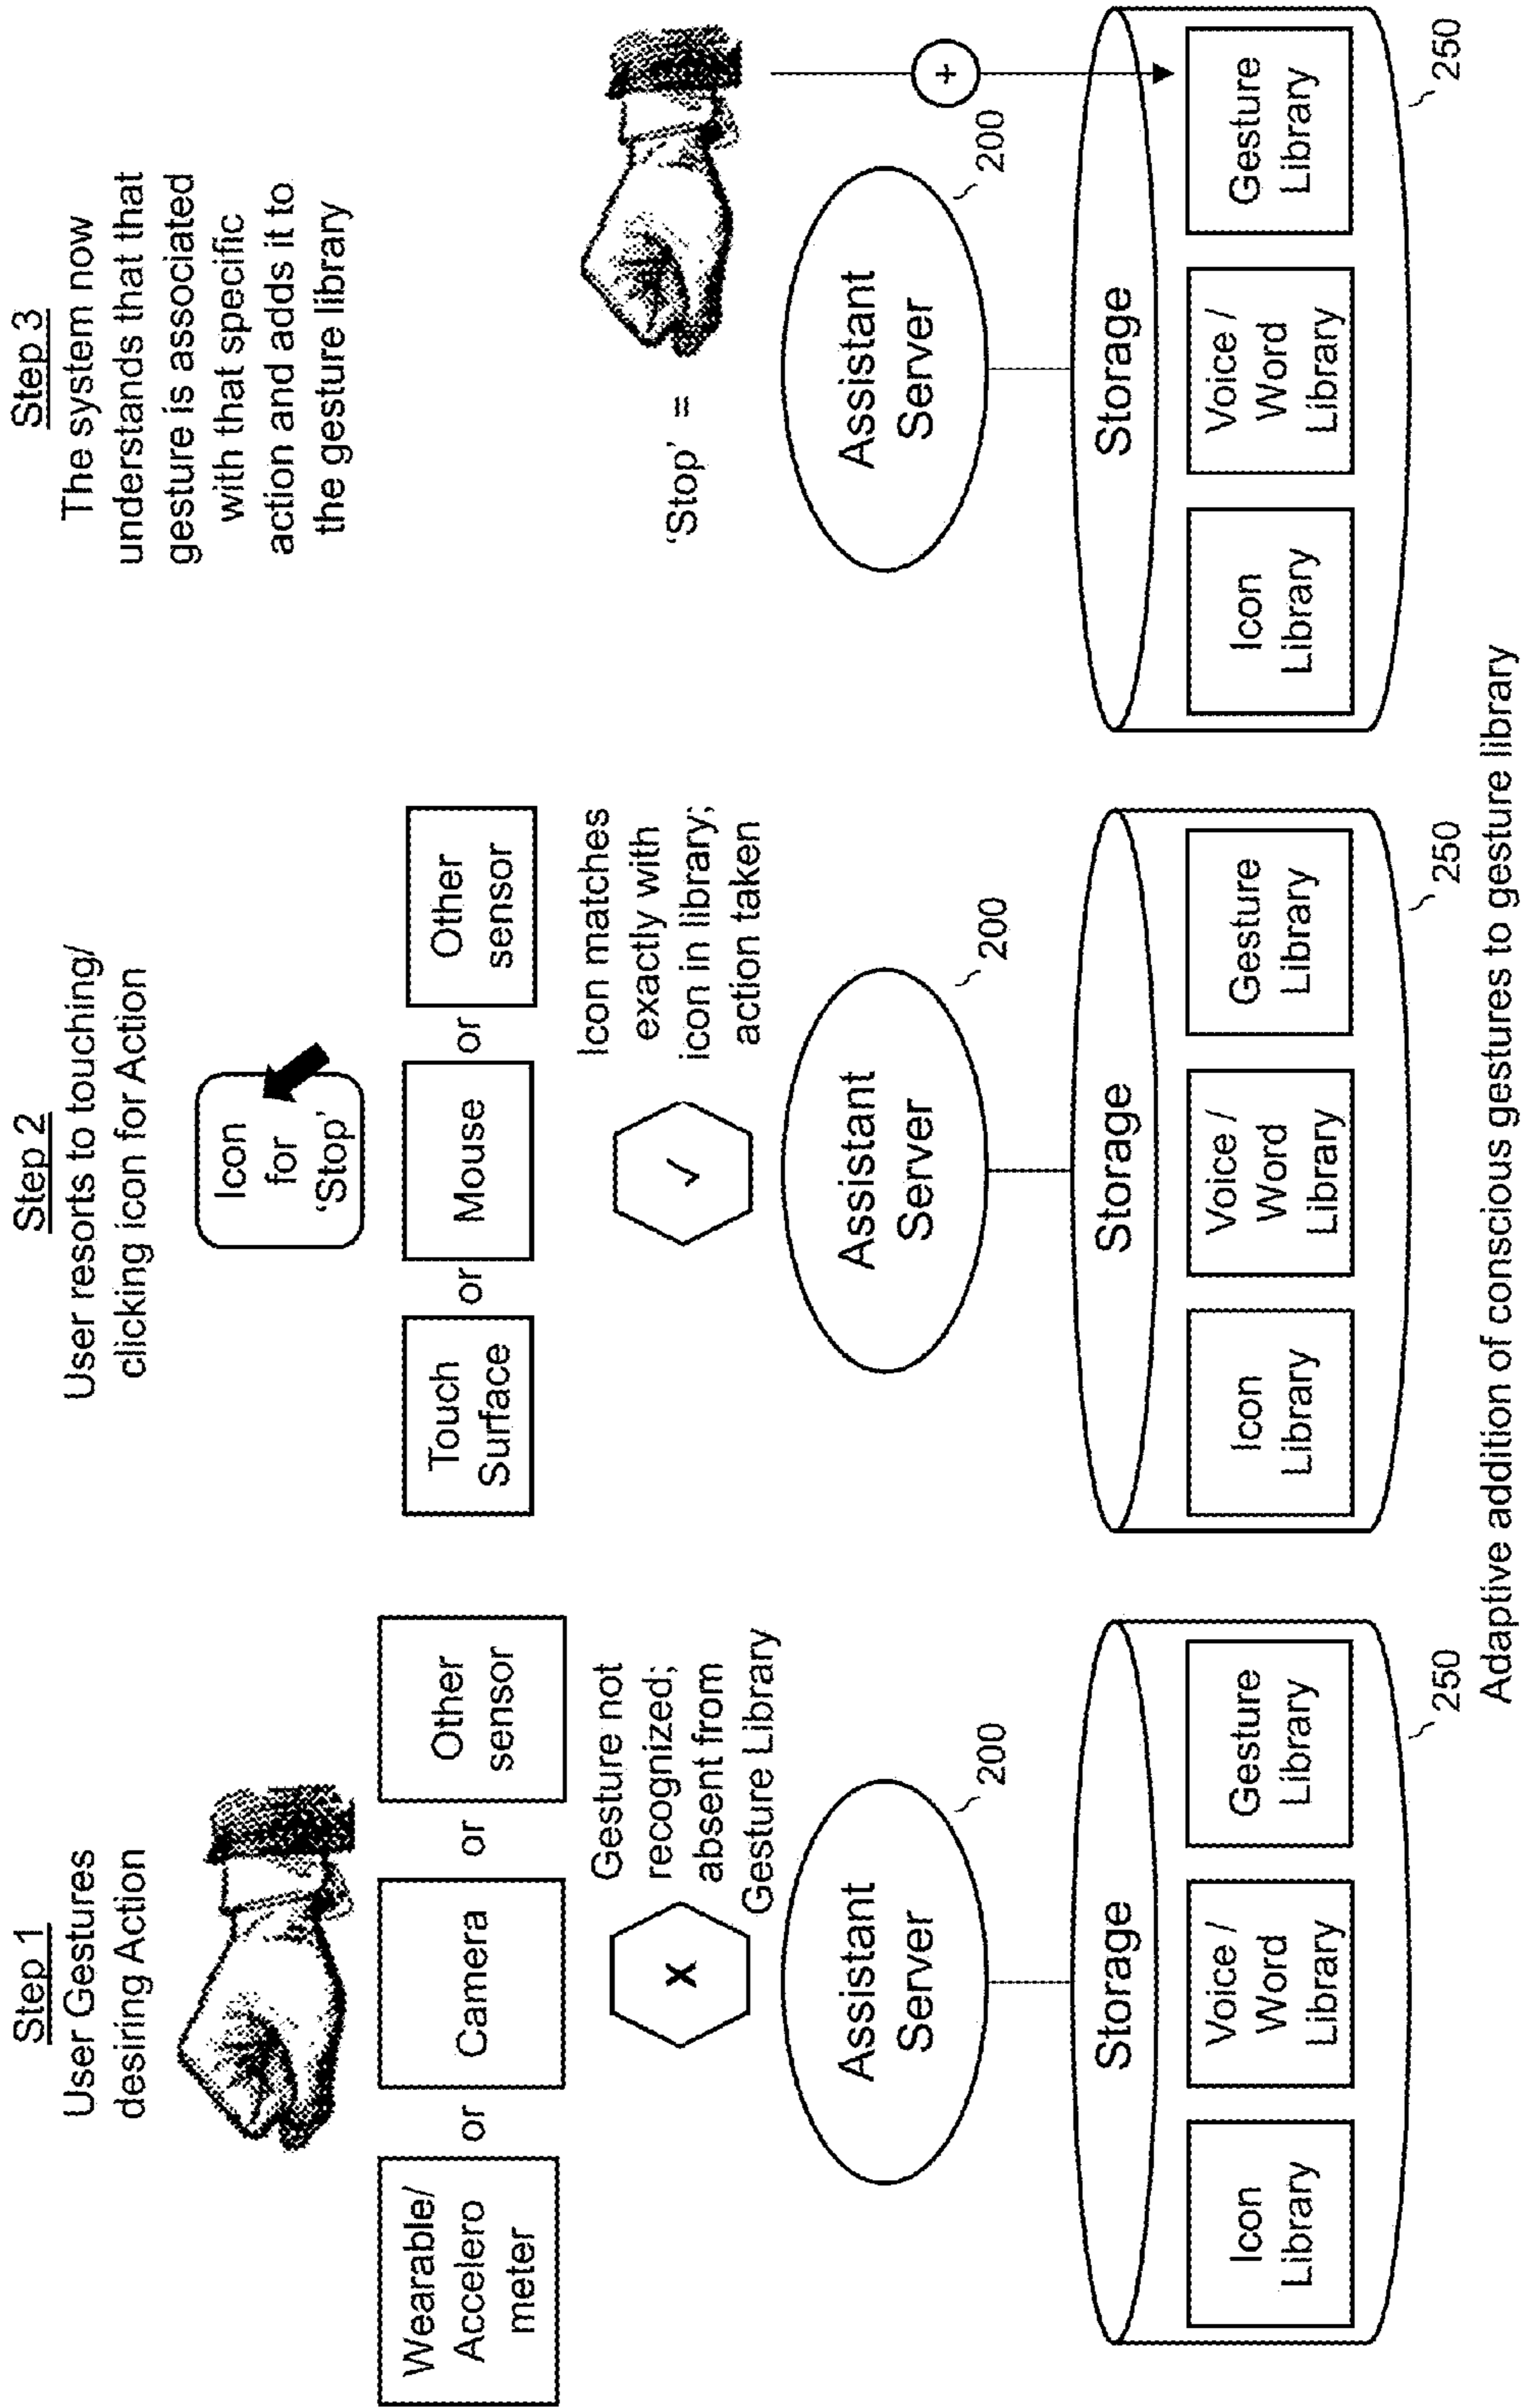 Step 1
User Gestures
desiring Action
Wearable/
Accelero
meter
or
Camera
or
Other
sensor
X
Gesture not
recognized;
absent from
Gesture Library
Assistant
Server
200
Storage
Icon
Library
Voice /
Word
Library
Gesture
Library
250
Step 2
User resorts to touching/
clicking icon for Action
Icon
for
‘Stop’
Touch
Surface
or
Mouse
or
Other
sensor
✓
Icon matches
exactly with
icon in library;
action taken
Assistant
Server
200
Storage
Icon
Library
Voice /
Word
Library
Gesture
Library
250
Step 3
The system now
understands that that
gesture is associated
with that specific
action and adds it to
the gesture library
‘Stop’ =
+
Assistant
Server
200
Storage
Icon
Library
Voice /
Word
Library
Gesture
Library
250
Adaptive addition of conscious gestures to gesture library